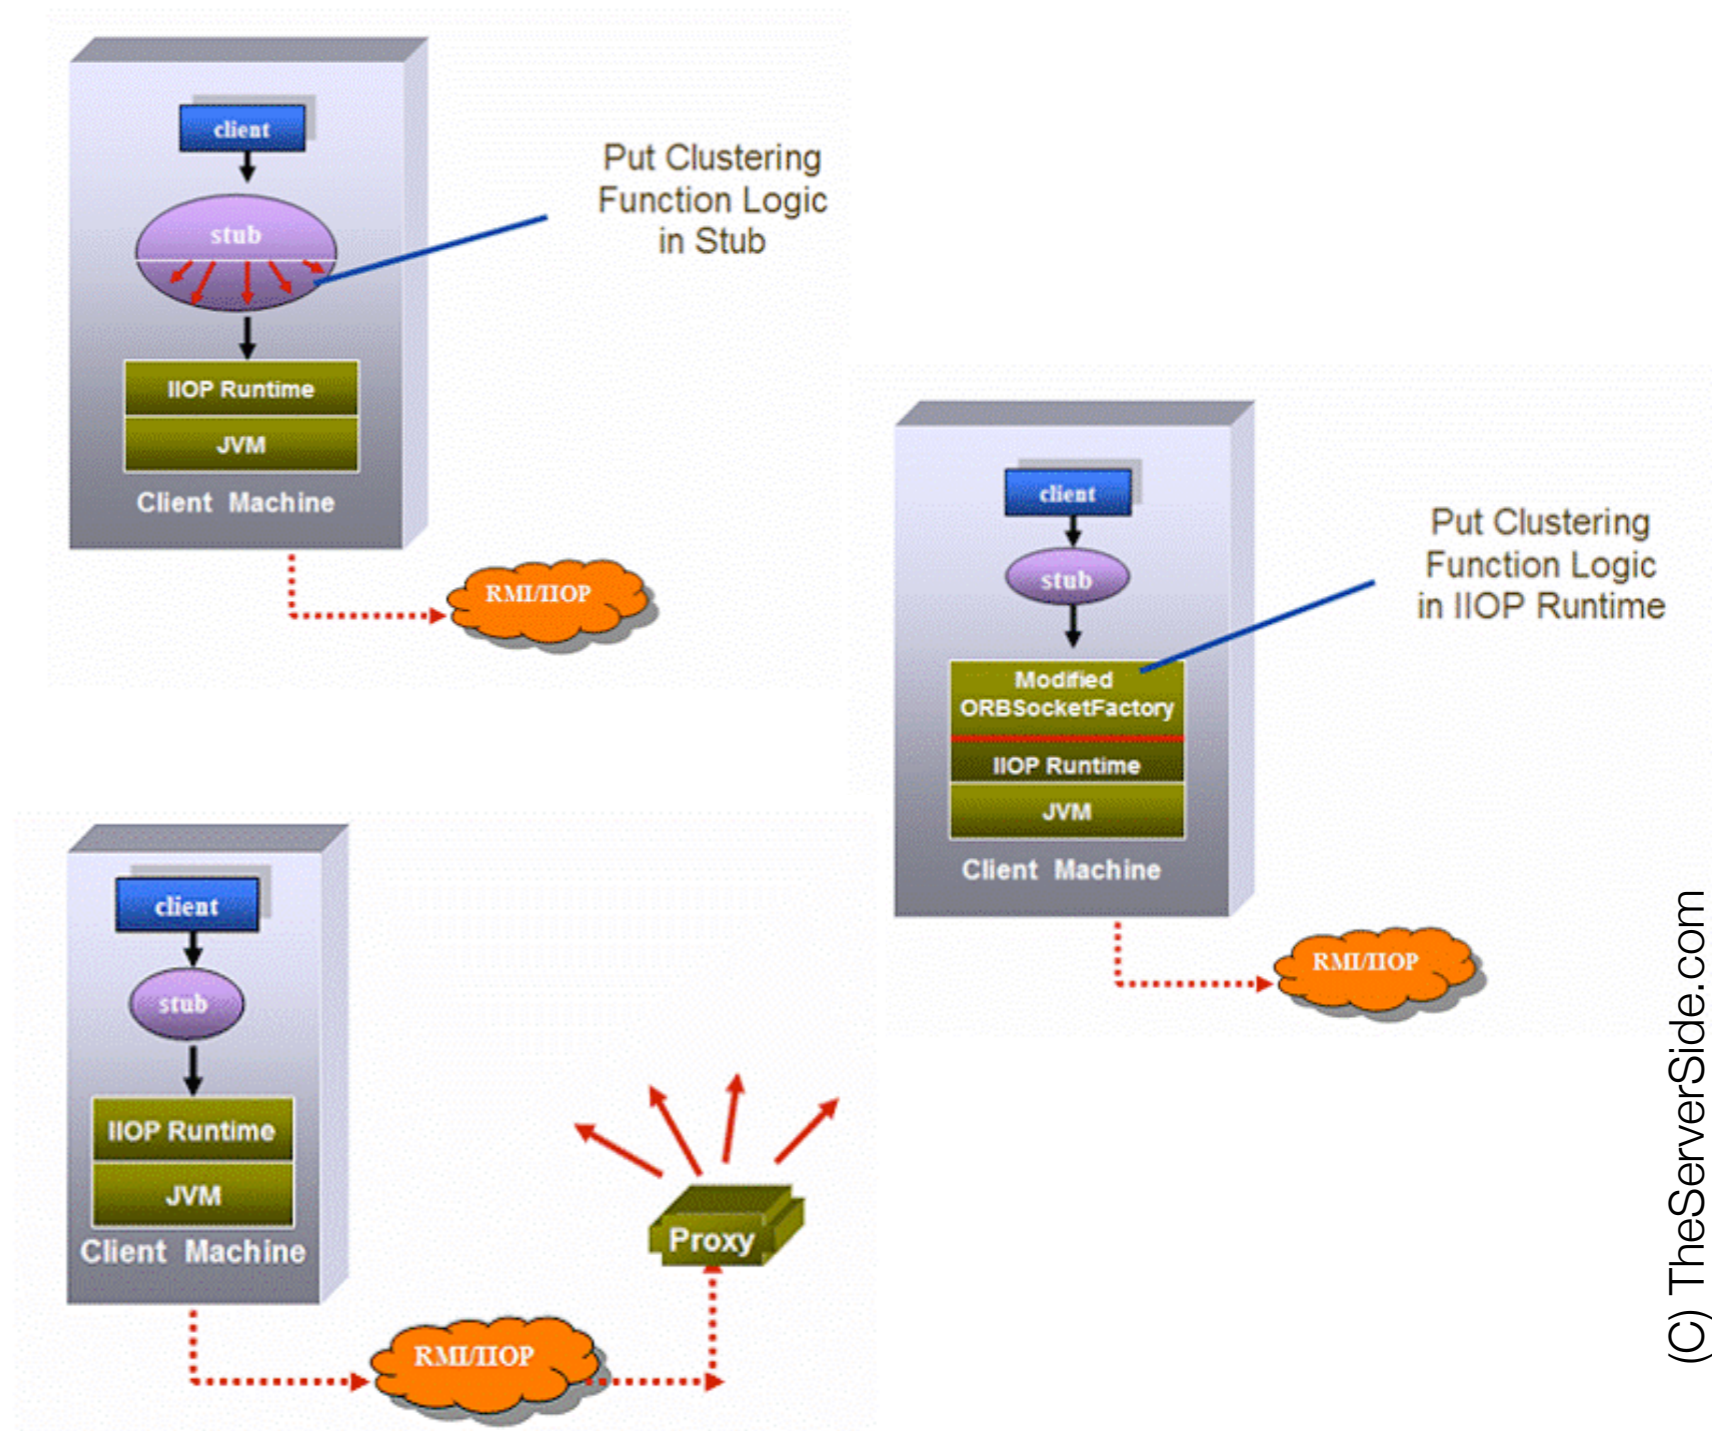 client
stub
Put Clustering
Function Logic
in Stub
IIOP Runtime
JVM
Client Machine
RMI/IIOP
client
stub
Put Clustering
Function Logic
in IIOP Runtime
Modified
ORBSocketFactory
IIOP Runtime
JVM
Client Machine
RMI/IIOP
client
stub
IIOP Runtime
JVM
Client Machine
RMI/IIOP
Proxy
(C) TheServerSide.com